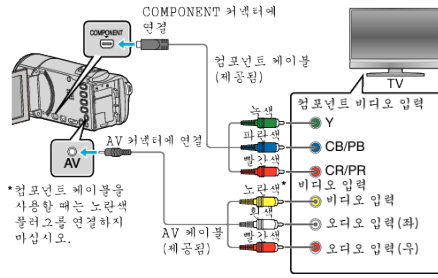 COMPONENT 커넥터에
연결
COMPONENT
컴포넌트 케이블
(제공됨)
TV
컴포넌트 비디오 입력
녹색
Y
파란색
CB/PB
빨간색
CR/PR
AV 커넥터에 연결
AV
노란색*
비디오 입력
비디오 입력
흰색
오디오 입력(좌)
빨간색
오디오 입력(우)
AV 케이블
(제공됨)
*컴포넌트 케이블을
사용할 때는 노란색
플러그를 연결하지
마십시오.